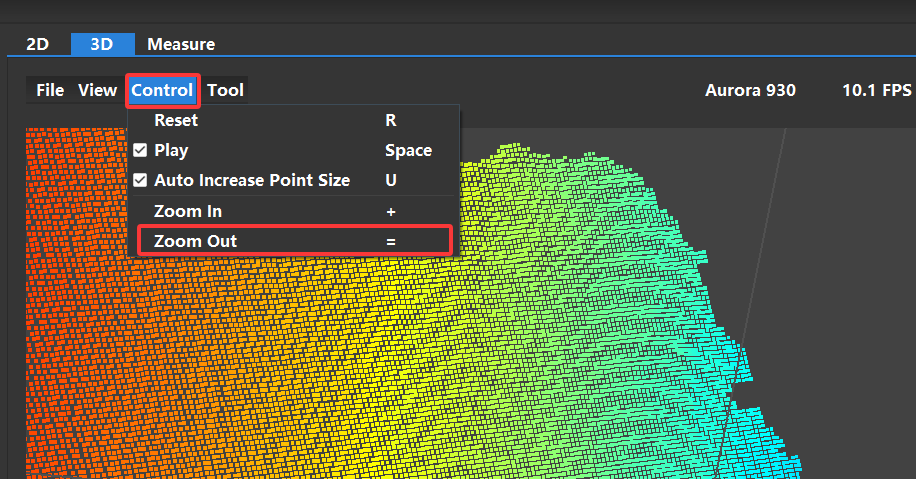 2D 3D Measure
File View Control Tool Aurora 930 10.1 FPS
Reset R
Play Space
Auto Increase Point Size U
Zoom In +
Zoom Out =